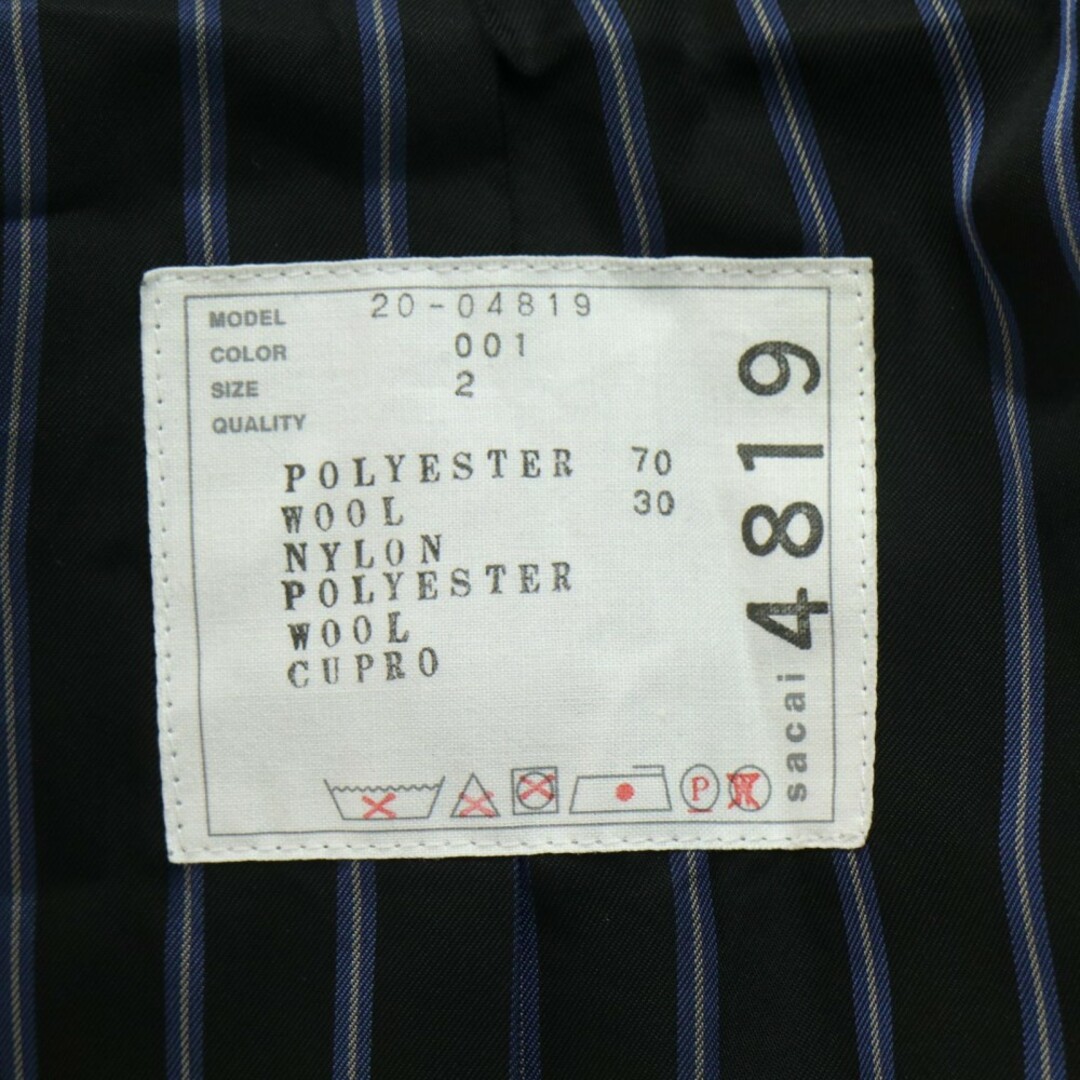 MODEL 20-04819
COLOR 001
SIZE 2
QUALITY
POLYESTER 70
WOOL 30
NYLON
POLYESTER
WOOL
CUPRO
P W
sacai 4819